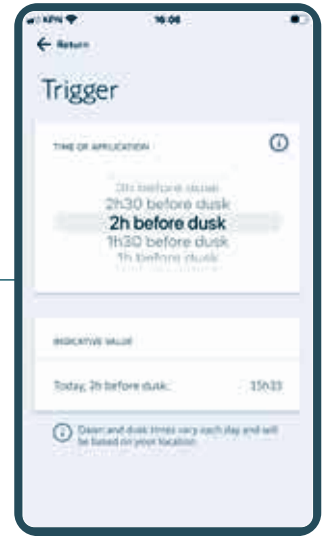 KPN 16:06
Return
Trigger
TIME OF APPLICATION
3h before dusk
2h30 before dusk
2h before dusk
1h30 before dusk
1h before dusk
INDICATIVE VALUE
Today, 2h before dusk: 15h33
Dawn and dusk times vary each day and will
be based on your location.